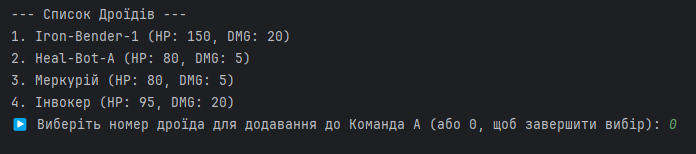 --- Список Дроїдів ---
1. Iron-Bender-1 (HP: 150, DMG: 20)
2. Heal-Bot-A (HP: 80, DMG: 5)
3. Меркурій (HP: 80, DMG: 5)
4. Інвокер (HP: 95, DMG: 20)
▶️ Виберіть номер дроїда для додавання до Команда A (або 0, щоб завершити вибір): 0